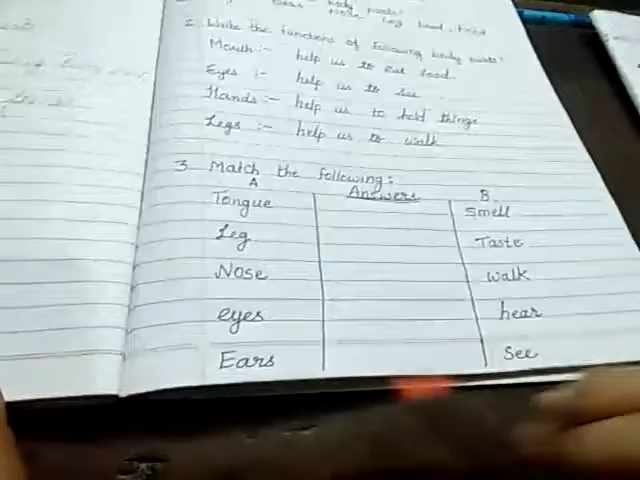 2. Write the functions of following body parts:
Mouth :- help us to eat food
Eyes :- help us to see
Hands :- help us to hold things
Legs :- help us to walk
3 Match the following :
A Answers B
Tongue Smell
Leg Taste
Nose walk
eyes hear
Ears See